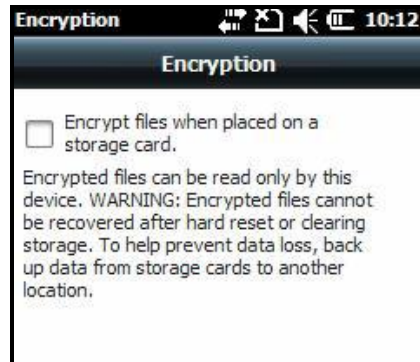 Encryption 10:12
Encryption
Encrypt files when placed on a
storage card.
Encrypted files can be read only by this
device. WARNING: Encrypted files cannot
be recovered after hard reset or clearing
storage. To help prevent data loss, back
up data from storage cards to another
location.